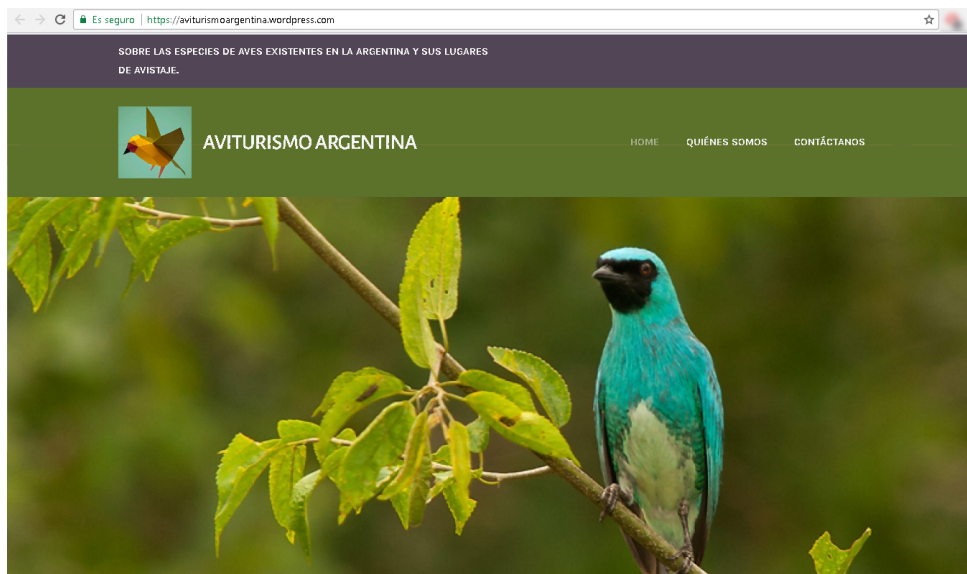 Es seguro https://aviturismoargentina.wordpress.com
SOBRE LAS ESPECIES DE AVES EXISTENTES EN LA ARGENTINA Y SUS LUGARES
DE AVISTAJE.
AVITURISMO ARGENTINA HOME QUIÉNES SOMOS CONTÁCTANOS